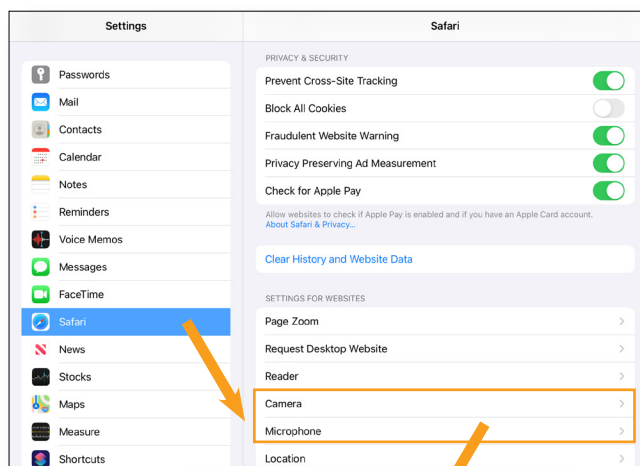 Settings
Safari
Passwords
Mail
Contacts
Calendar
Notes
Reminders
Voice Memos
Messages
FaceTime
Safari
News
Stocks
Maps
Measure
Shortcuts
PRIVACY & SECURITY
Prevent Cross-Site Tracking
Block All Cookies
Fraudulent Website Warning
Privacy Preserving Ad Measurement
Check for Apple Pay
Allow websites to check if Apple Pay is enabled and if you have an Apple Card account.
About Safari & Privacy...
Clear History and Website Data
SETTINGS FOR WEBSITES
Page Zoom
Request Desktop Website
Reader
Camera
Microphone
Location